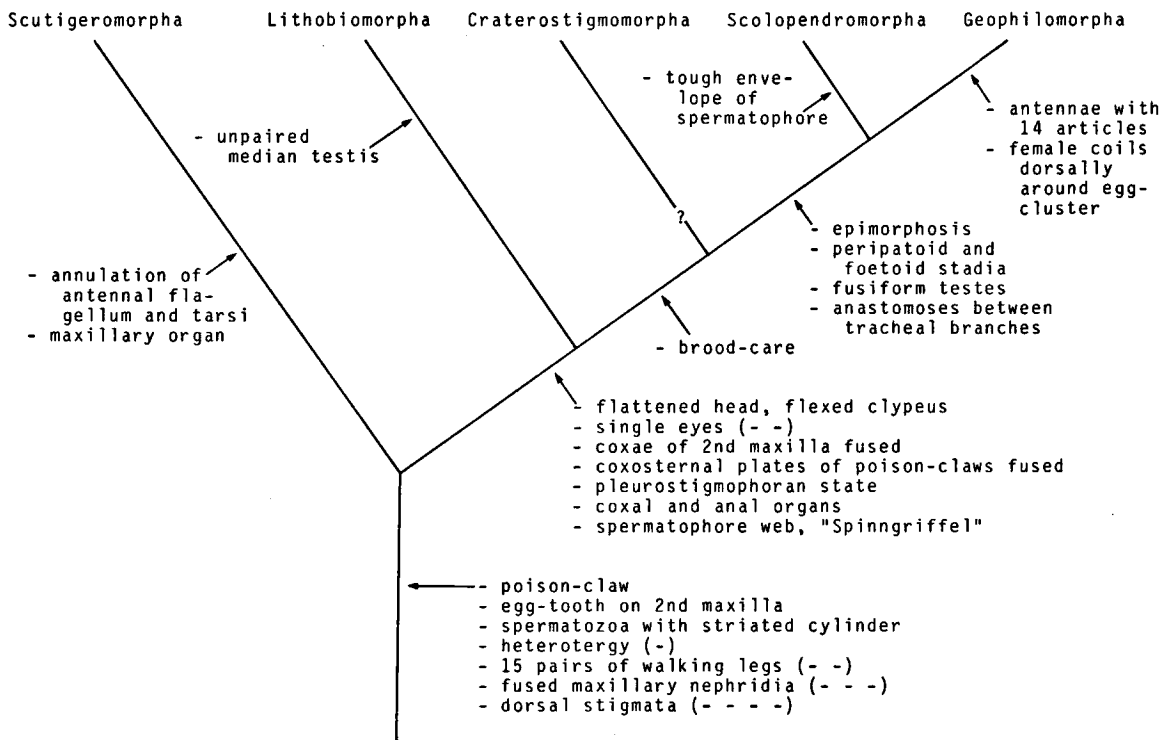 Scutigeromorpha Lithobiomorpha Craterostigmomorpha Scolopendromorpha Geophilomorpha
- tough enve-
lope of
spermatophore
- antennae with
14 articles
- female coils
dorsally
around egg-
cluster
- unpaired
median testis
?
- epimorphosis
- peripatoid and
foetoid stadia
- fusiform testes
- anastomoses between
tracheal branches
- annulation of
antennal fla-
gellum and tarsi
- maxillary organ
- brood-care
- flattened head, flexed clypeus
- single eyes (- -)
- coxae of 2nd maxilla fused
- coxosternal plates of poison-claws fused
- pleurostigmophoran state
- coxal and anal organs
- spermatophore web, "Spinngriffel"
- poison-claw
- egg-tooth on 2nd maxilla
- spermatozoa with striated cylinder
- heterotergy (-)
- 15 pairs of walking legs (- -)
- fused maxillary nephridia (- - -)
- dorsal stigmata (- - - -)